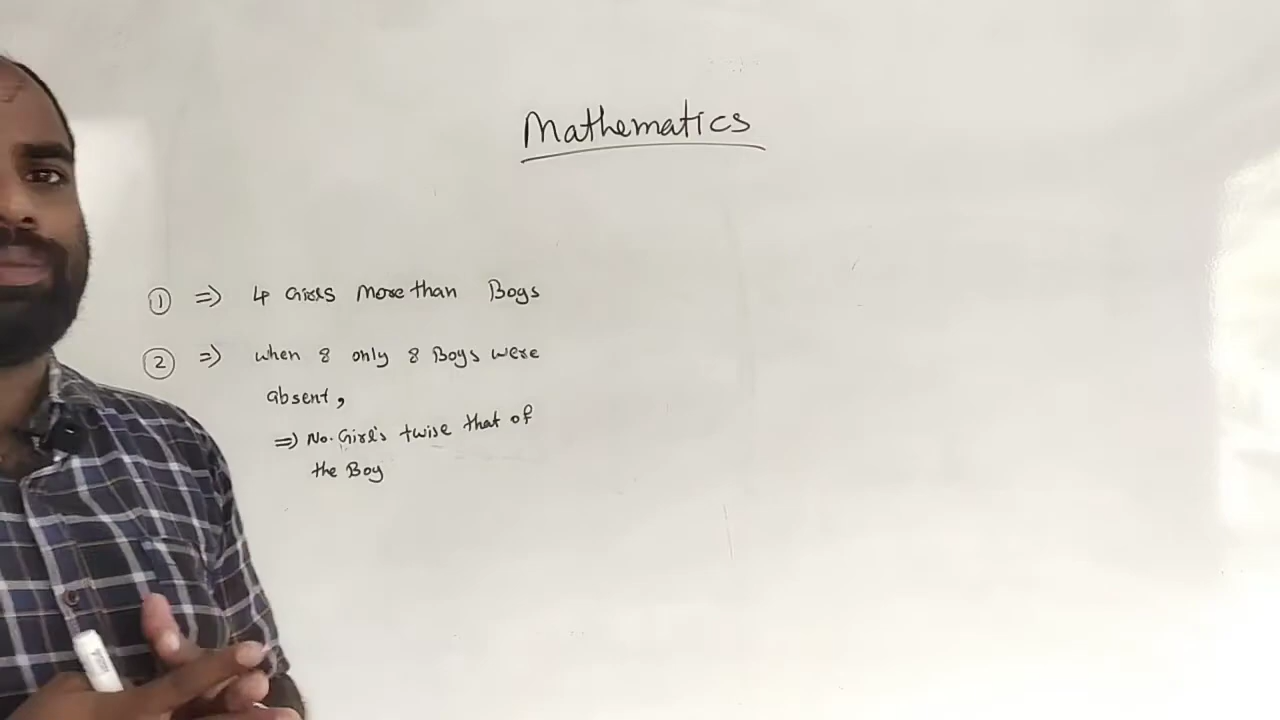 Mathematics
① ⇒ 4 Girls More than Boys
② ⇒ when 8 only 8 Boys were
absent,
⇒ No. Girl's twise that of
the Boy